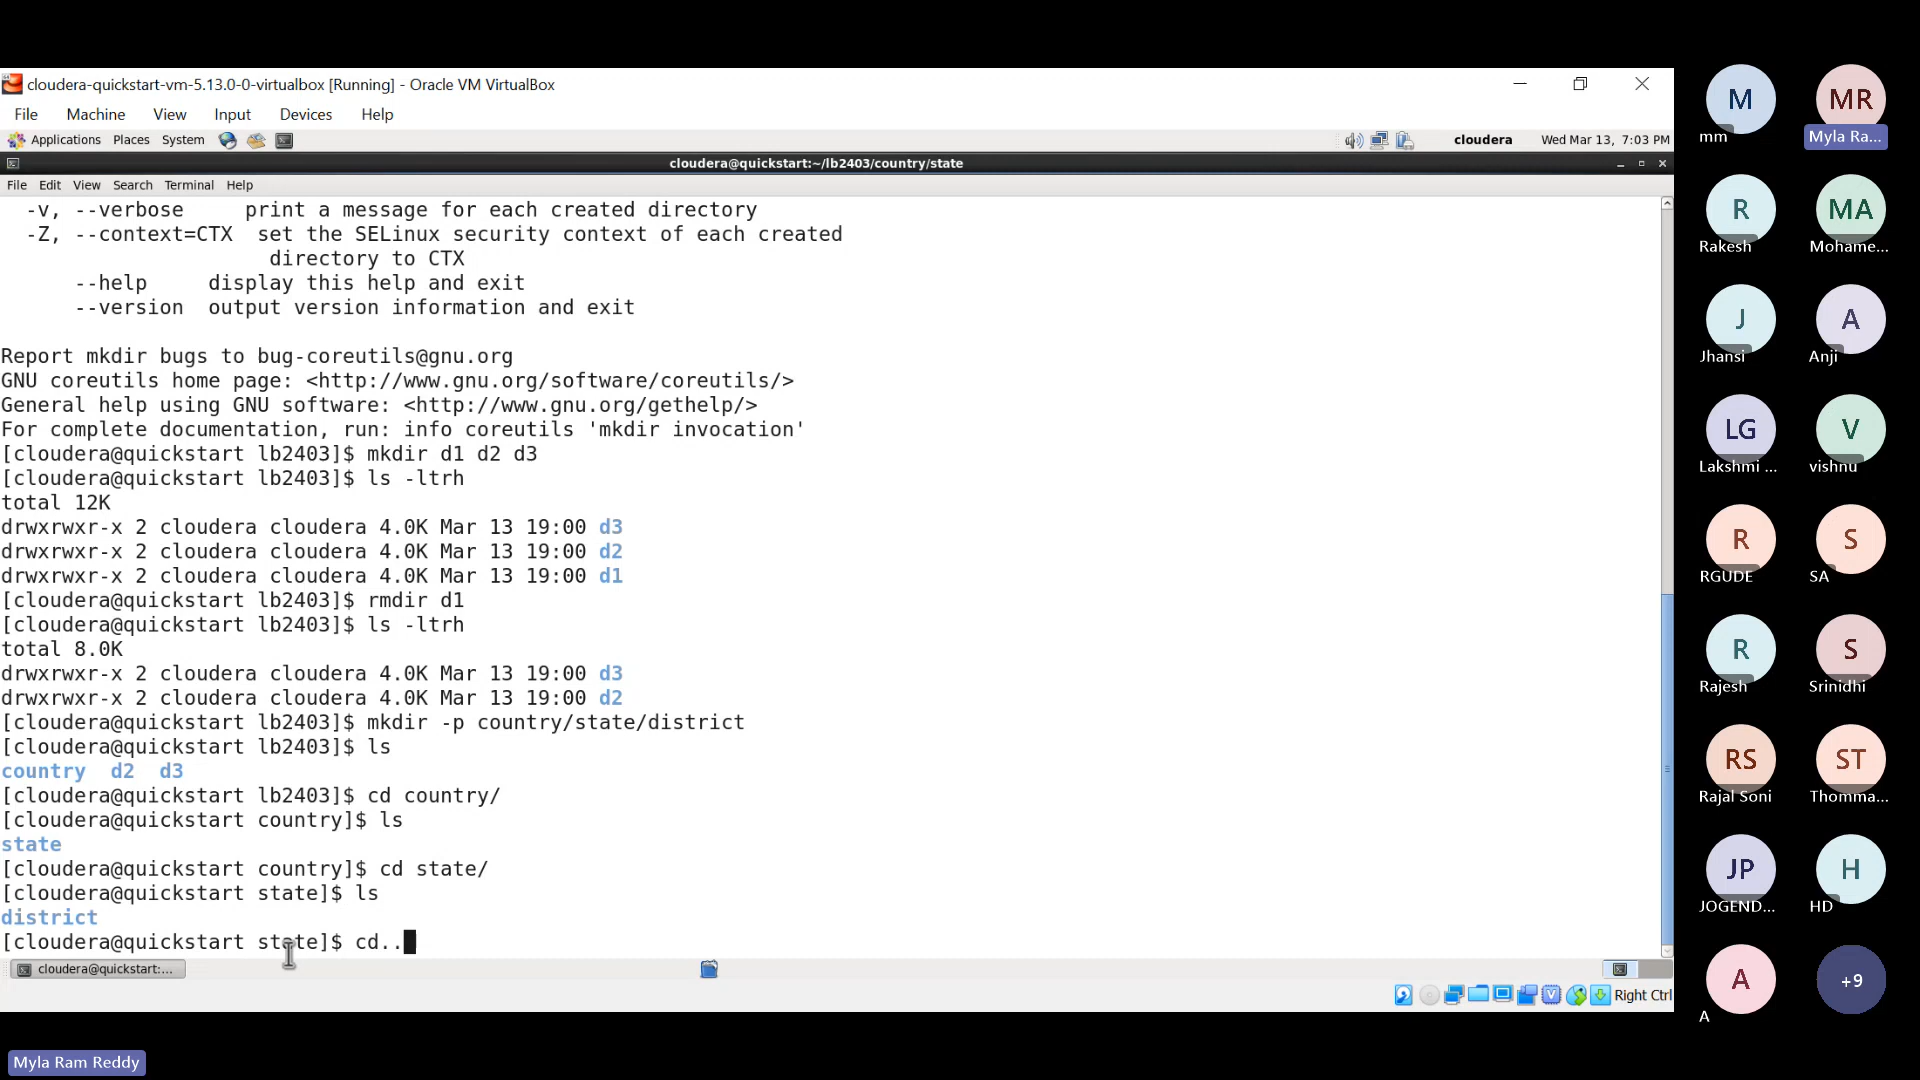 cloudera-quickstart-vm-5.13.0-0-virtualbox [Running] - Oracle VM VirtualBox
File Machine View Input Devices Help
Applications Places System cloudera Wed Mar 13, 7:03 PM
cloudera@quickstart:~/lb2403/country/state
File Edit View Search Terminal Help
-v, --verbose     print a message for each created directory
-Z, --context=CTX  set the SELinux security context of each created
directory to CTX
--help     display this help and exit
--version  output version information and exit
Report mkdir bugs to bug-coreutils@gnu.org
GNU coreutils home page: <http://www.gnu.org/software/coreutils/>
General help using GNU software: <http://www.gnu.org/gethelp/>
For complete documentation, run: info coreutils 'mkdir invocation'
[cloudera@quickstart lb2403]$ mkdir d1 d2 d3
[cloudera@quickstart lb2403]$ ls -ltrh
total 12K
drwxrwxr-x 2 cloudera cloudera 4.0K Mar 13 19:00 d3
drwxrwxr-x 2 cloudera cloudera 4.0K Mar 13 19:00 d2
drwxrwxr-x 2 cloudera cloudera 4.0K Mar 13 19:00 d1
[cloudera@quickstart lb2403]$ rmdir d1
[cloudera@quickstart lb2403]$ ls -ltrh
total 8.0K
drwxrwxr-x 2 cloudera cloudera 4.0K Mar 13 19:00 d3
drwxrwxr-x 2 cloudera cloudera 4.0K Mar 13 19:00 d2
[cloudera@quickstart lb2403]$ mkdir -p country/state/district
[cloudera@quickstart lb2403]$ ls
country  d2  d3
[cloudera@quickstart lb2403]$ cd country/
[cloudera@quickstart country]$ ls
state
[cloudera@quickstart country]$ cd state/
[cloudera@quickstart state]$ ls
district
[cloudera@quickstart state]$ cd..
cloudera@quickstart:...
Right Ctrl
M MR
mm Myla Ra...
R MA
Rakesh Mohame...
J A
Jhansi Anji
LG V
Lakshmi ... vishnu
R S
RGUDE SA
R S
Rajesh Srinidhi
RS ST
Rajal Soni Thomma...
JP H
JOGEND... HD
A +9
A
Myla Ram Reddy